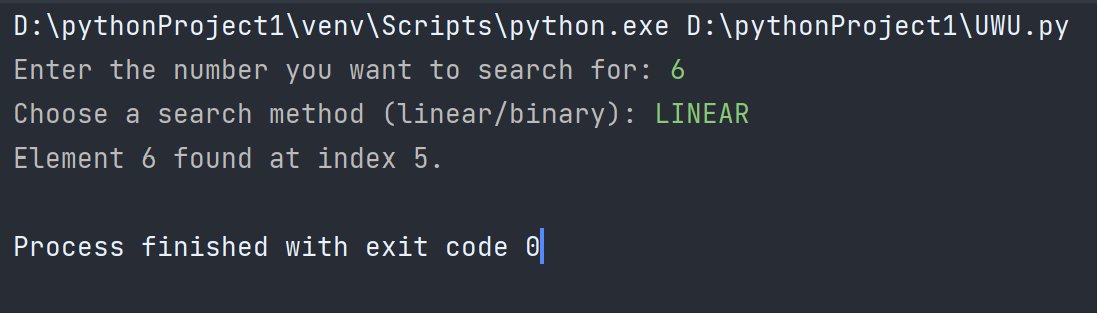 D:\pythonProject1\venv\Scripts\python.exe D:\pythonProject1\UWU.py
Enter the number you want to search for: 6
Choose a search method (linear/binary): LINEAR
Element 6 found at index 5.
Process finished with exit code 0